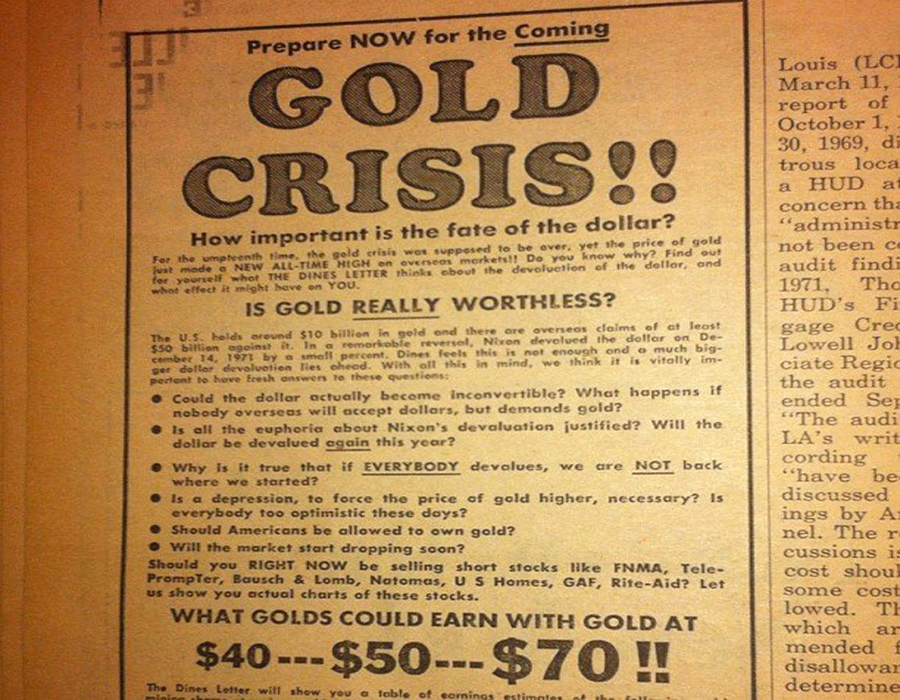 Prepare NOW for the Coming
GOLD
CRISIS!!
How important is the fate of the dollar?
For the umpteenth time, the gold crisis was supposed to be over, yet the price of gold
just made a NEW ALL-TIME HIGH on overseas markets!! Do you know why? Find out
for yourself what THE DINES LETTER thinks about the devaluation of the dollar, and
what effect it might have on YOU.
IS GOLD REALLY WORTHLESS?
The U.S. holds around $10 billion in gold and there are overseas claims of at least
$50 billion against it. In a remarkable reversal, Nixon devalued the dollar on De-
cember 14, 1971 by a small percent. Dines feels this is not enough and a much big-
ger dollar devaluation lies ahead. With all this in mind, we think it is vitally im-
portant to have fresh answers to these questions:
● Could the dollar actually become inconvertible? What happens if
nobody overseas will accept dollars, but demands gold?
● Is all the euphoria about Nixon's devaluation justified? Will the
dollar be devalued again this year?
● Why is it true that if EVERYBODY devalues, we are NOT back
where we started?
● Is a depression, to force the price of gold higher, necessary? Is
everybody too optimistic these days?
● Should Americans be allowed to own gold?
● Will the market start dropping soon?
Should you RIGHT NOW be selling short stocks like FNMA, Tele-
PrompTer, Bausch & Lomb, Natomas, U S Homes, GAF, Rite-Aid? Let
us show you actual charts of these stocks.
WHAT GOLDS COULD EARN WITH GOLD AT
$40---$50---$70!!
The Dines Letter will show you a table of earnings estimates of the
Louis (LC
March 11,
report of
October 1,
30, 1969, di
trous loca
a HUD at
concern tha
"administr
not been c
audit findi
1971, Tho
HUD's Fi
gage Cre
Lowell Jo
ciate Regi
the audit
ended Sep
"The audi
LA's writ
cording
"have be
discussed
ings by A
nel. The r
cussions is
cost shoul
some cost
lowed. Th
which ar
mended f
disallowa
determine